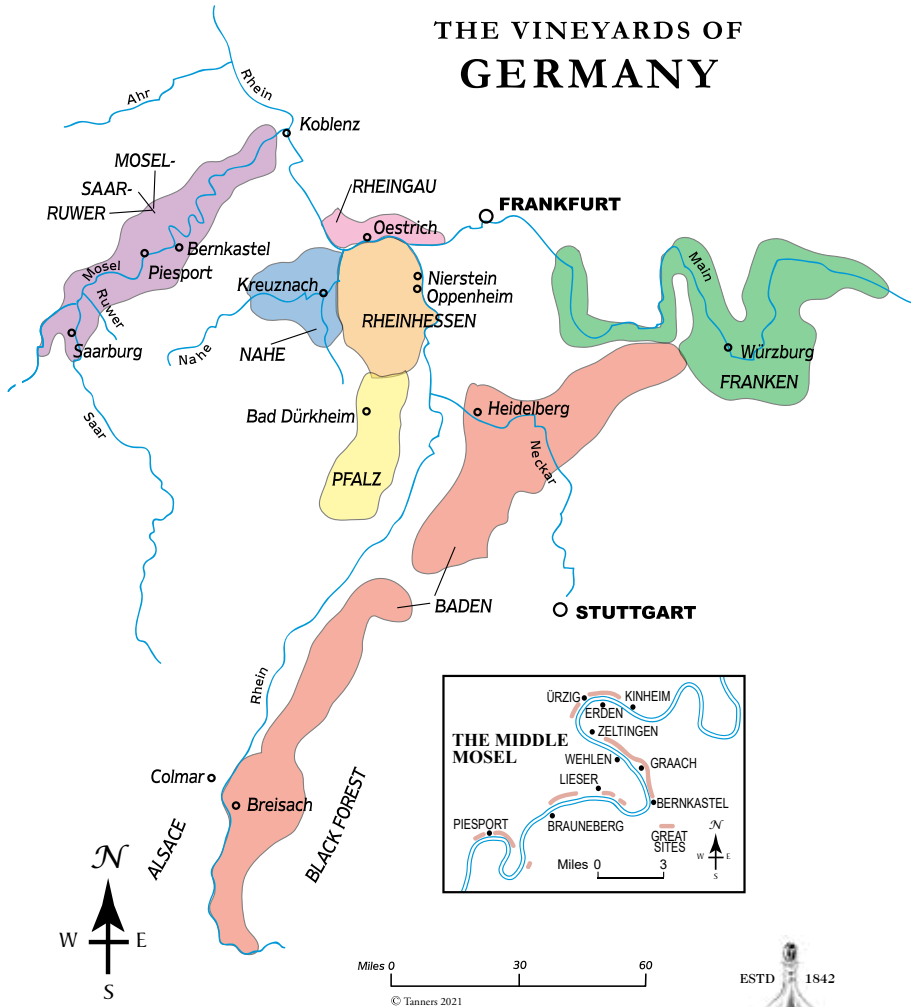 THE VINEYARDS OF
GERMANY
Ahr
Rhein
Koblenz
MOSEL-
SAAR-
RUWER
RHEINGAU
FRANKFURT
Oestrich
Bernkastel
Piesport
Mosel
Ruwer
Saarburg
Kreuznach
Nierstein
Oppenheim
RHEINHESSEN
Nahe
NAHE
Main
Würzburg
FRANKEN
Saar
Bad Dürkheim
Heidelberg
Neckar
PFALZ
BADEN
STUTTGART
Rhein
Colmar
Breisach
ALSACE
BLACK FOREST
N
W E
S
THE MIDDLE
MOSEL
ÜRZIG
KINHEIM
ERDEN
ZELTINGEN
WEHLEN
GRAACH
LIESER
BERNKASTEL
PIESPORT
BRAUNEBERG
GREAT
SITES
N
W E
S
Miles 0 3
Miles 0 30 60
© Tanners 2021
ESTD 1842